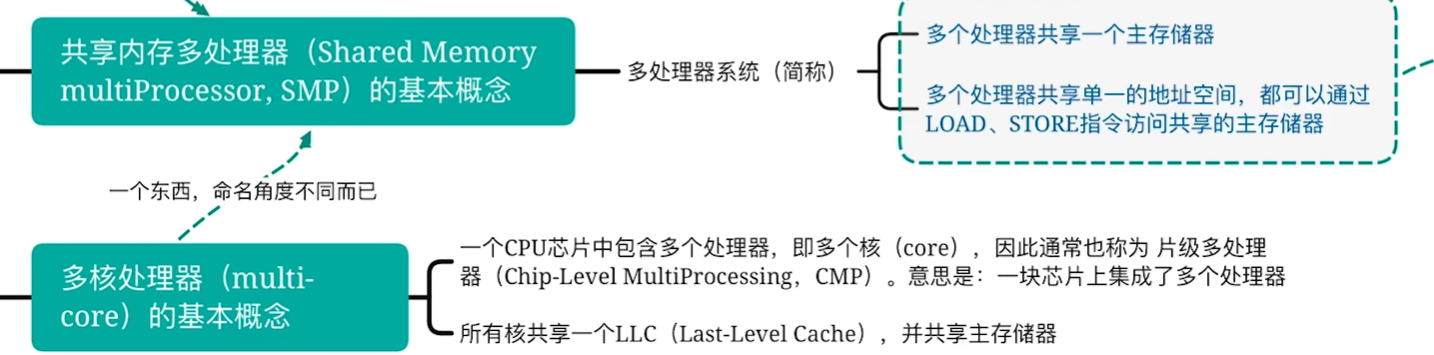 共享内存多处理器（Shared Memory
multiProcessor, SMP）的基本概念
多处理器系统（简称）
多个处理器共享一个主存储器
多个处理器共享单一的地址空间，都可以通过
LOAD、STORE指令访问共享的主存储器
一个东西，命名角度不同而已
多核处理器（multi-
core）的基本概念
一个CPU芯片中包含多个处理器，即多个核（core），因此通常也称为 片级多处理
器（Chip-Level MultiProcessing，CMP）。意思是：一块芯片上集成了多个处理器
所有核共享一个LLC（Last-Level Cache），并共享主存储器